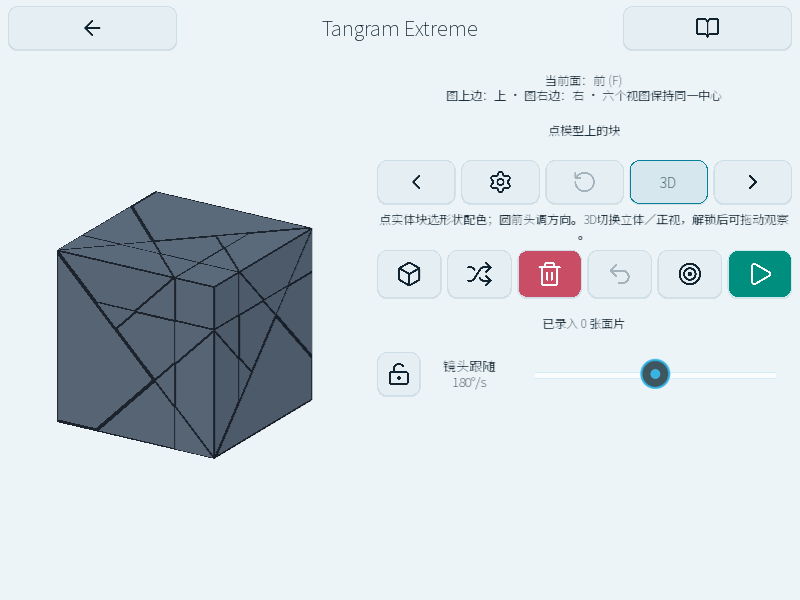 Tangram Extreme
当前面：前 (F)
图上边：上 · 图右边：右 · 六个视图保持同一中心
点模型上的块
3D
点实体块选形状配色；圆箭头调方向。3D切换立体／正视，解锁后可拖动观察
。
已录入 0 张面片
镜头跟随
180°/s